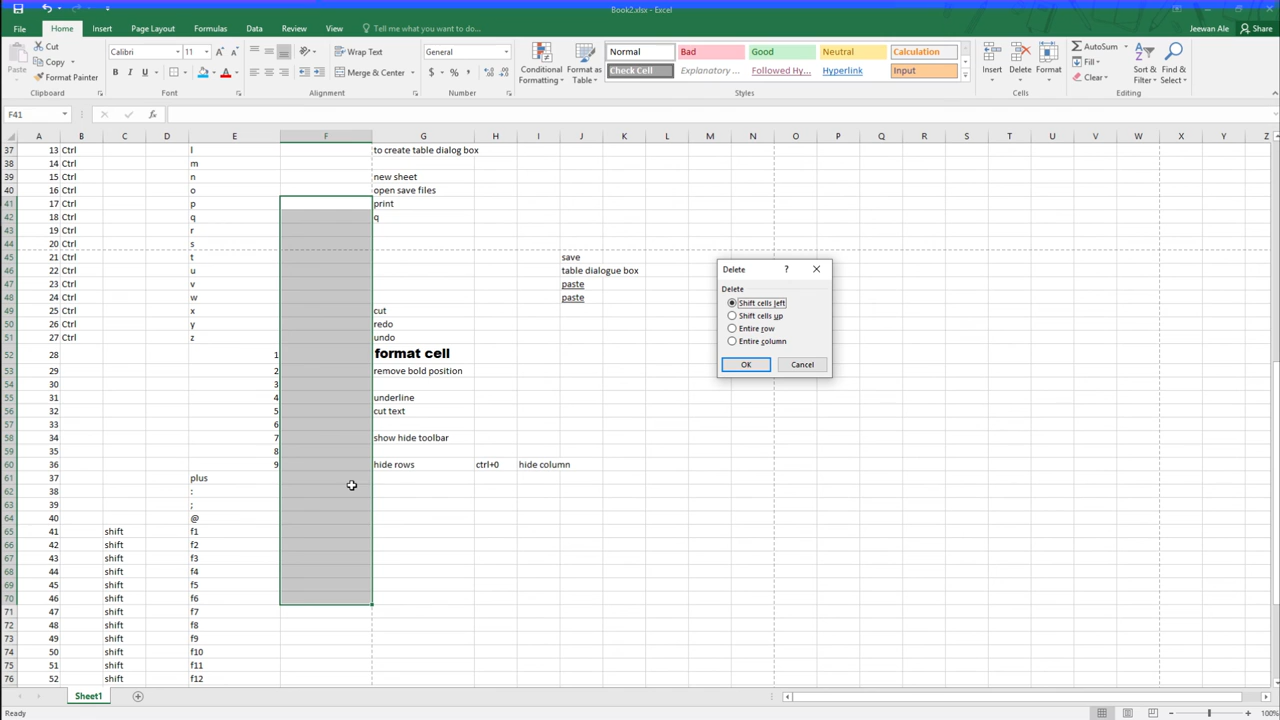 Book2.xlsx - Excel
File Home Insert Page Layout Formulas Data Review View Tell me what you want to do... Jeewan Ale Share
Paste Cut Copy Format Painter Clipboard
Calibri 11 B I U Font
Wrap Text Merge & Center Alignment
General $ % , Number
Conditional Formatting Format as Table
Normal Bad Good Neutral Calculation
Check Cell Explanatory ... Followed Hy... Hyperlink Input
Styles
Insert Delete Format Cells
AutoSum Fill Clear Sort & Filter Find & Select Editing
F41 fx
A B C D E F G H I J K L M N O P Q R S T U V W X Y Z
37 13 Ctrl l to create table dialog box
38 14 Ctrl m
39 15 Ctrl n new sheet
40 16 Ctrl o open save files
41 17 Ctrl p print
42 18 Ctrl q q
43 19 Ctrl r
44 20 Ctrl s
45 21 Ctrl t save
46 22 Ctrl u table dialogue box
47 23 Ctrl v paste
48 24 Ctrl w paste
49 25 Ctrl x cut
50 26 Ctrl y redo
51 27 Ctrl z undo
52 28 1 format cell
53 29 2 remove bold position
54 30 3
55 31 4 underline
56 32 5 cut text
57 33 6
58 34 7 show hide toolbar
59 35 8
60 36 9 hide rows ctrl+0 hide column
61 37 plus
62 38 :
63 39 ;
64 40 @
65 41 shift f1
66 42 shift f2
67 43 shift f3
68 44 shift f4
69 45 shift f5
70 46 shift f6
71 47 shift f7
72 48 shift f8
73 49 shift f9
74 50 shift f10
75 51 shift f11
76 52 shift f12
Delete ?
Delete
Shift cells left
Shift cells up
Entire row
Entire column
OK Cancel
Sheet1
Ready 100%